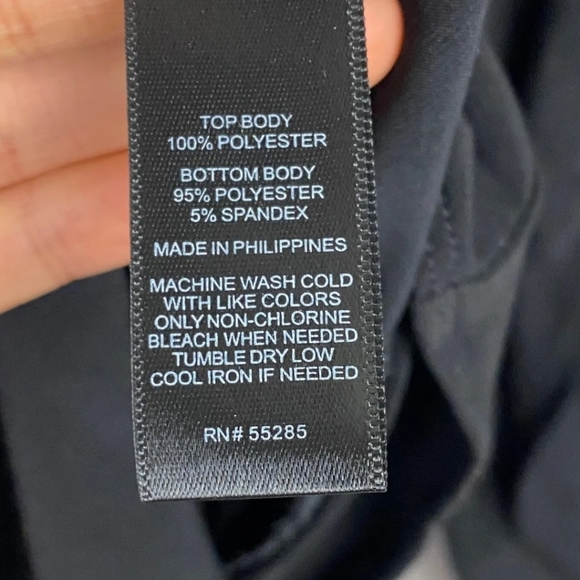 TOP BODY
100% POLYESTER
BOTTOM BODY
95% POLYESTER
5% SPANDEX
MADE IN PHILIPPINES
MACHINE WASH COLD
WITH LIKE COLORS
ONLY NON-CHLORINE
BLEACH WHEN NEEDED
TUMBLE DRY LOW
COOL IRON IF NEEDED
RN# 55285